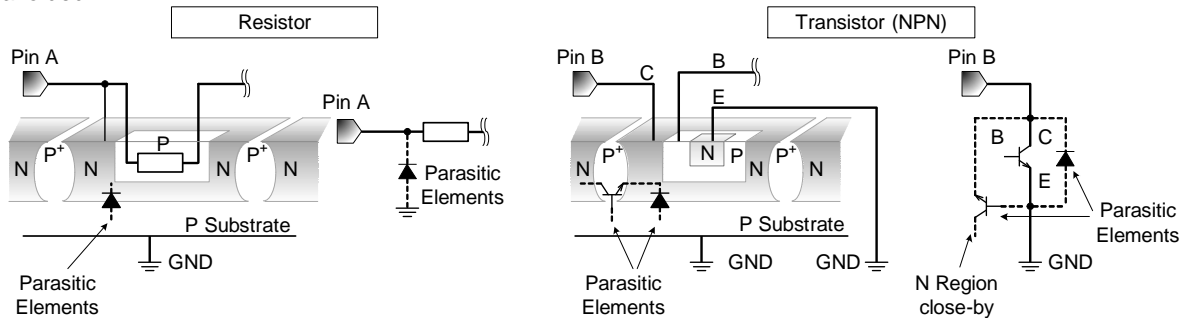 Resistor
Transistor (NPN)
Pin A
Pin A
P
N
P+
N
P+
N
Parasitic
Elements
P Substrate
GND
Parasitic
Elements
Pin B
C
B
E
N
P+
N
N
P
N
P+
N
P Substrate
GND
GND
Parasitic
Elements
Pin B
B
C
E
Parasitic
Elements
GND
N Region
close-by